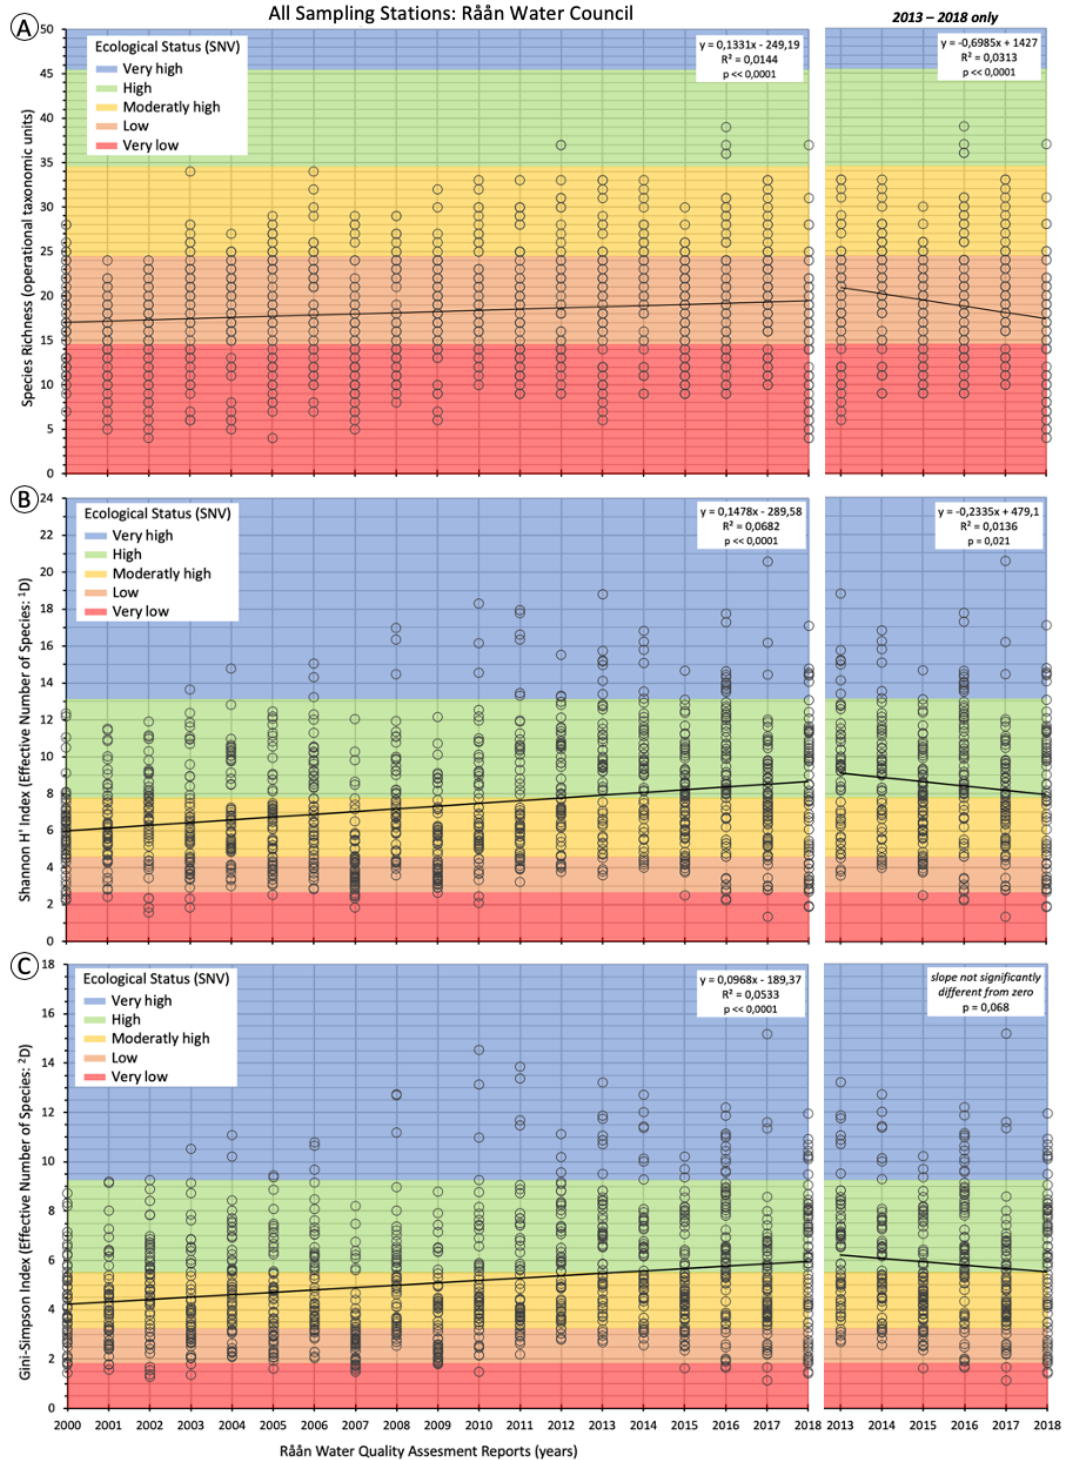 All Sampling Stations: Råån Water Council
2013 – 2018 only
A
Ecological Status (SNV)
Very high
High
Moderatly high
Low
Very low
y = 0,1331x - 249,19
R² = 0,0144
p << 0,0001
y = -0,6985x + 1427
R² = 0,0313
p << 0,0001
Species Richness (operational taxonomic units)
50
45
40
35
30
25
20
15
10
5
0
B
Ecological Status (SNV)
Very high
High
Moderatly high
Low
Very low
y = 0,1478x - 289,58
R² = 0,0682
p << 0,0001
y = -0,2335x + 479,1
R² = 0,0136
p = 0,021
Shannon H' Index (Effective Number of Species: ¹D)
24
22
20
18
16
14
12
10
8
6
4
2
0
C
Ecological Status (SNV)
Very high
High
Moderatly high
Low
Very low
y = 0,0968x - 189,37
R² = 0,0533
p << 0,0001
slope not significantly
different from zero
p = 0,068
Gini-Simpson Index (Effective Number of Species: ²D)
18
16
14
12
10
8
6
4
2
0
2000 2001 2002 2003 2004 2005 2006 2007 2008 2009 2010 2011 2012 2013 2014 2015 2016 2017 2018
2013 2014 2015 2016 2017 2018
Råån Water Quality Assesment Reports (years)